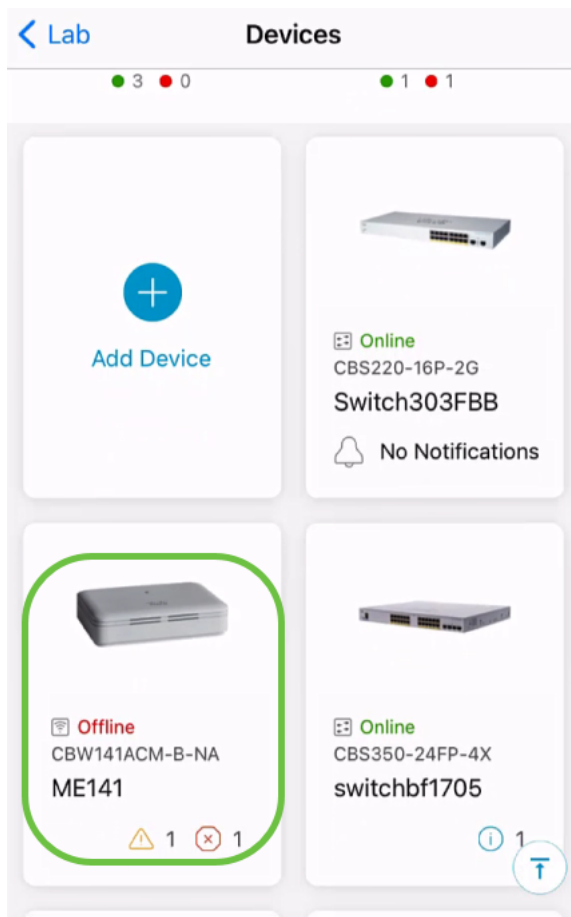 Lab
Devices
3 0
1 1
Add Device
Online
CBS220-16P-2G
Switch303FBB
No Notifications
Offline
CBW141ACM-B-NA
ME141
1 1
Online
CBS350-24FP-4X
switchbf1705
1